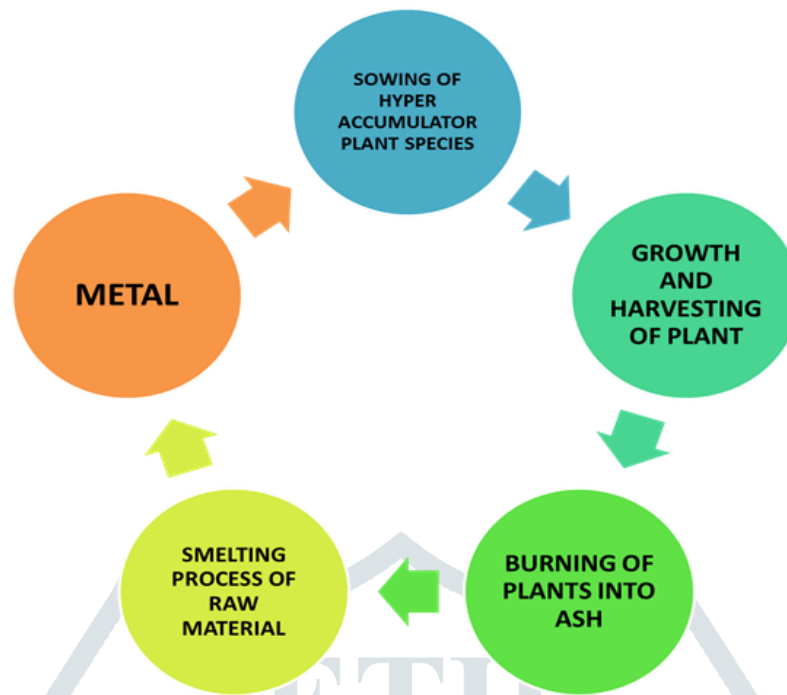 SOWING OF
HYPER
ACCUMULATOR
PLANT SPECIES
GROWTH
AND
HARVESTING
OF PLANT
BURNING OF
PLANTS INTO
ASH
SMELTING
PROCESS OF
RAW
MATERIAL
METAL